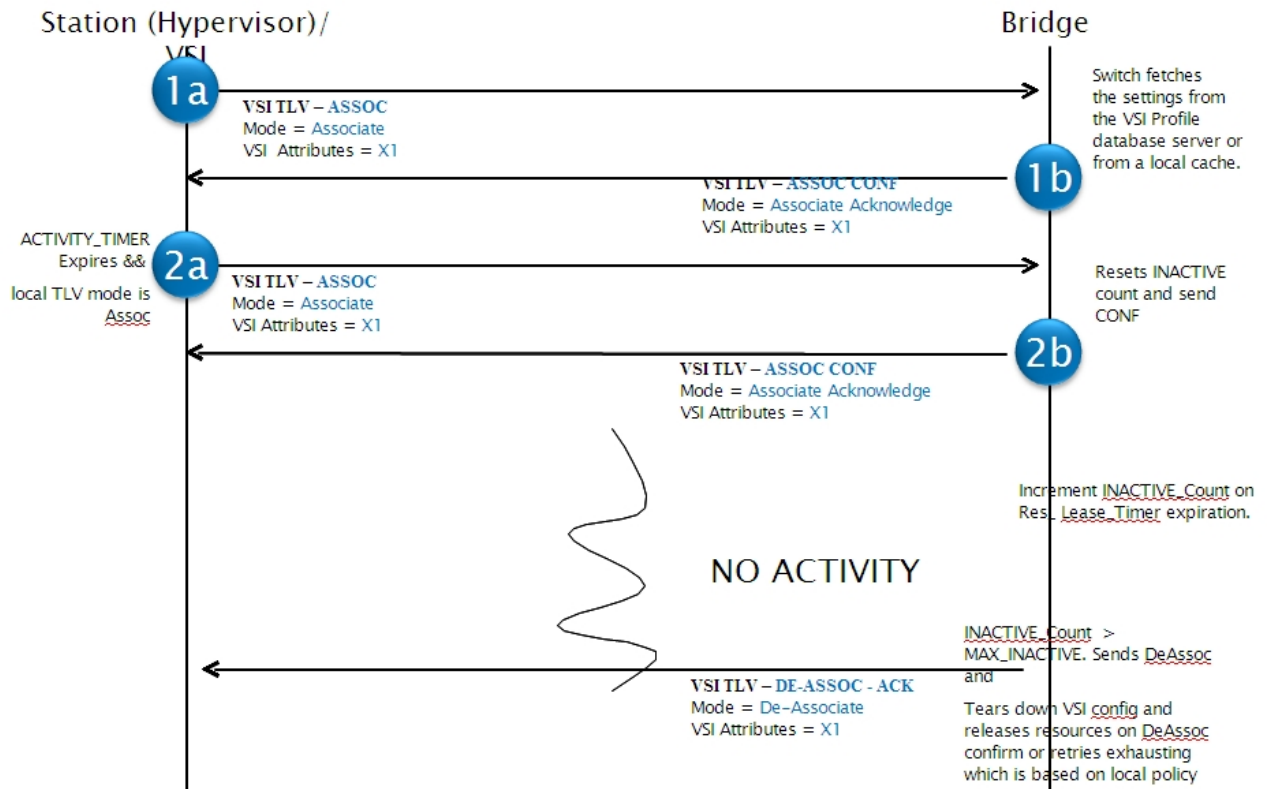 Station (Hypervisor)/
VSI
Bridge
1a
VSI TLV – ASSOC
Mode = Associate
VSI Attributes = X1
Switch fetches
the settings from
the VSI Profile
database server or
from a local cache.
1b
VSI TLV – ASSOC CONF
Mode = Associate Acknowledge
VSI Attributes = X1
ACTIVITY_TIMER
Expires &&
local TLV mode is
Assoc
2a
VSI TLV – ASSOC
Mode = Associate
VSI Attributes = X1
Resets INACTIVE
count and send
CONF
2b
VSI TLV – ASSOC CONF
Mode = Associate Acknowledge
VSI Attributes = X1
Increment INACTIVE_Count on
Res_ Lease_Timer expiration.
NO ACTIVITY
INACTIVE_Count >
MAX_INACTIVE. Sends DeAssoc
and
VSI TLV – DE-ASSOC - ACK
Mode = De-Associate
VSI Attributes = X1
Tears down VSI config and
releases resources on DeAssoc
confirm or retries exhausting
which is based on local policy